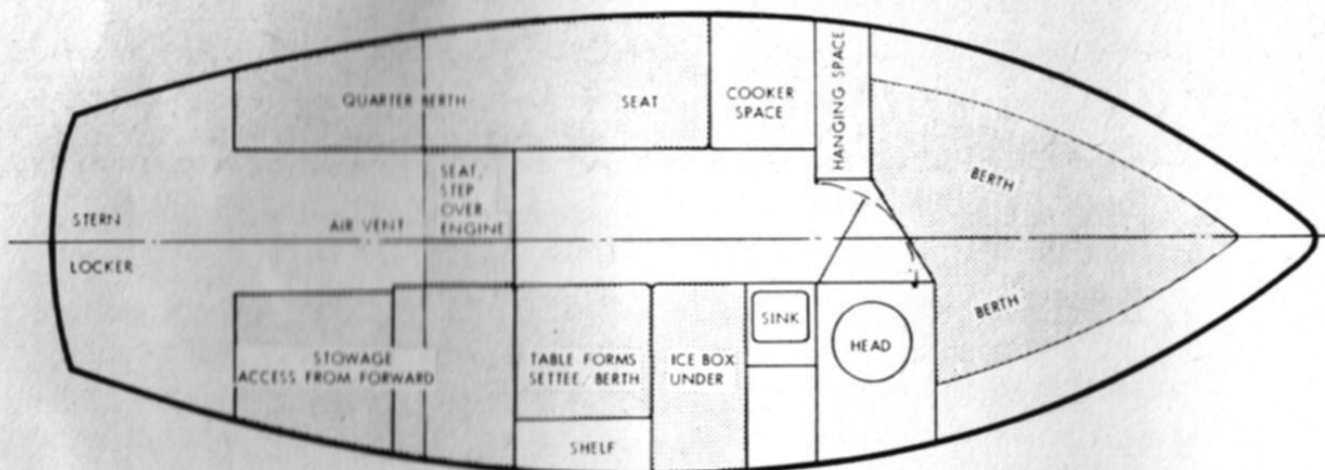 QUARTER BERTH
SEAT
COOKER
SPACE
HANGING SPACE
BERTH
SEAT/
STEP
OVER
ENGINE
AIR VENT
STERN
LOCKER
BERTH
SINK
HEAD
STOWAGE
ACCESS FROM FORWARD
TABLE FORMS
SETTEE/BERTH
ICE BOX
UNDER
SHELF